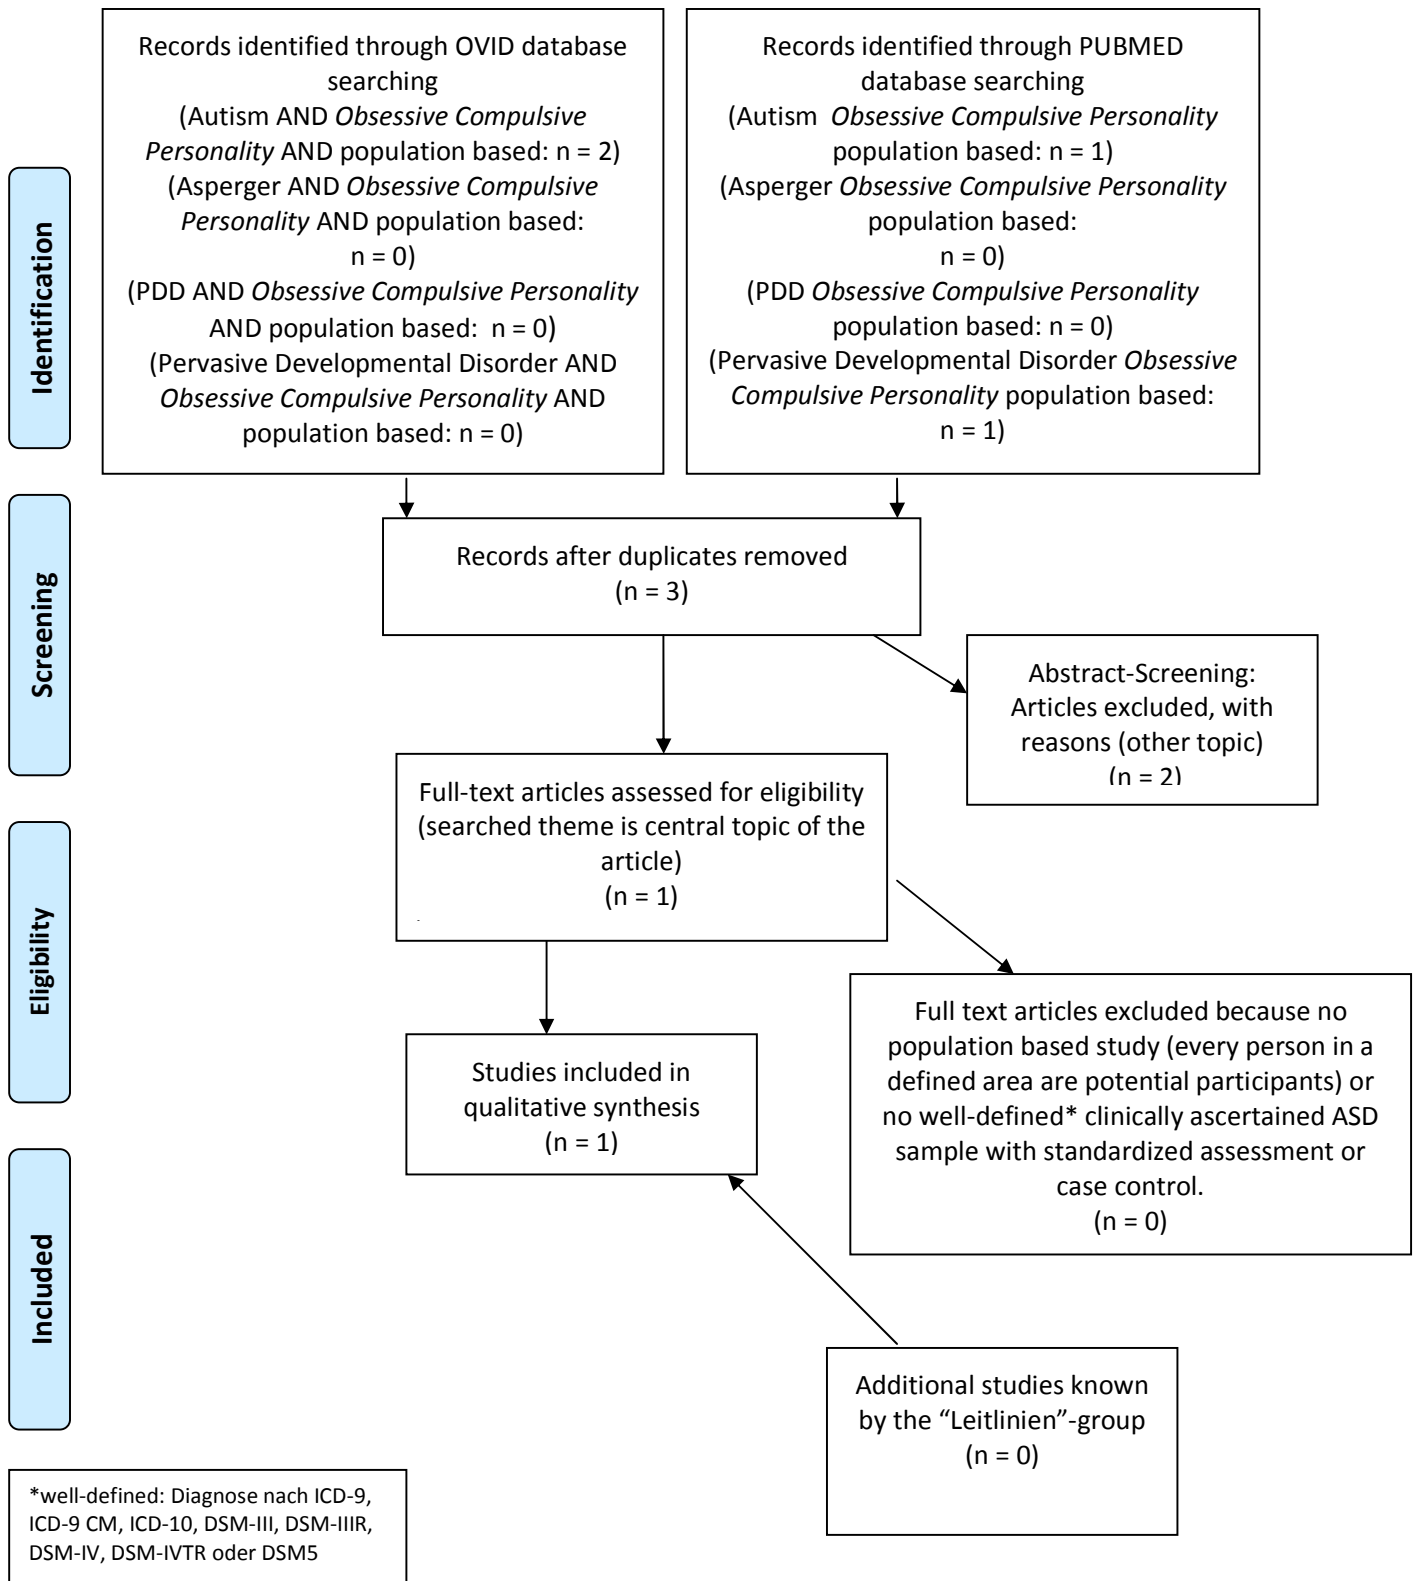 Records identified through OVID database
searching
(Autism AND Obsessive Compulsive
Personality AND population based: n = 2)
(Asperger AND Obsessive Compulsive
Personality AND population based:
n = 0)
(PDD AND Obsessive Compulsive Personality
AND population based: n = 0)
(Pervasive Developmental Disorder AND
Obsessive Compulsive Personality AND
population based: n = 0)
Records identified through PUBMED
database searching
(Autism Obsessive Compulsive Personality
population based: n = 1)
(Asperger Obsessive Compulsive Personality
population based:
n = 0)
(PDD Obsessive Compulsive Personality
population based: n = 0)
(Pervasive Developmental Disorder Obsessive
Compulsive Personality population based:
n = 1)
Identification
Records after duplicates removed
(n = 3)
Screening
Abstract-Screening:
Articles excluded, with
reasons (other topic)
(n = 2)
Full-text articles assessed for eligibility
(searched theme is central topic of the
article)
(n = 1)
Eligibility
Full text articles excluded because no
population based study (every person in a
defined area are potential participants) or
no well-defined* clinically ascertained ASD
sample with standardized assessment or
case control.
(n = 0)
Studies included in
qualitative synthesis
(n = 1)
Included
Additional studies known
by the “Leitlinien”-group
(n = 0)
*well-defined: Diagnose nach ICD-9,
ICD-9 CM, ICD-10, DSM-III, DSM-IIIR,
DSM-IV, DSM-IVTR oder DSM5